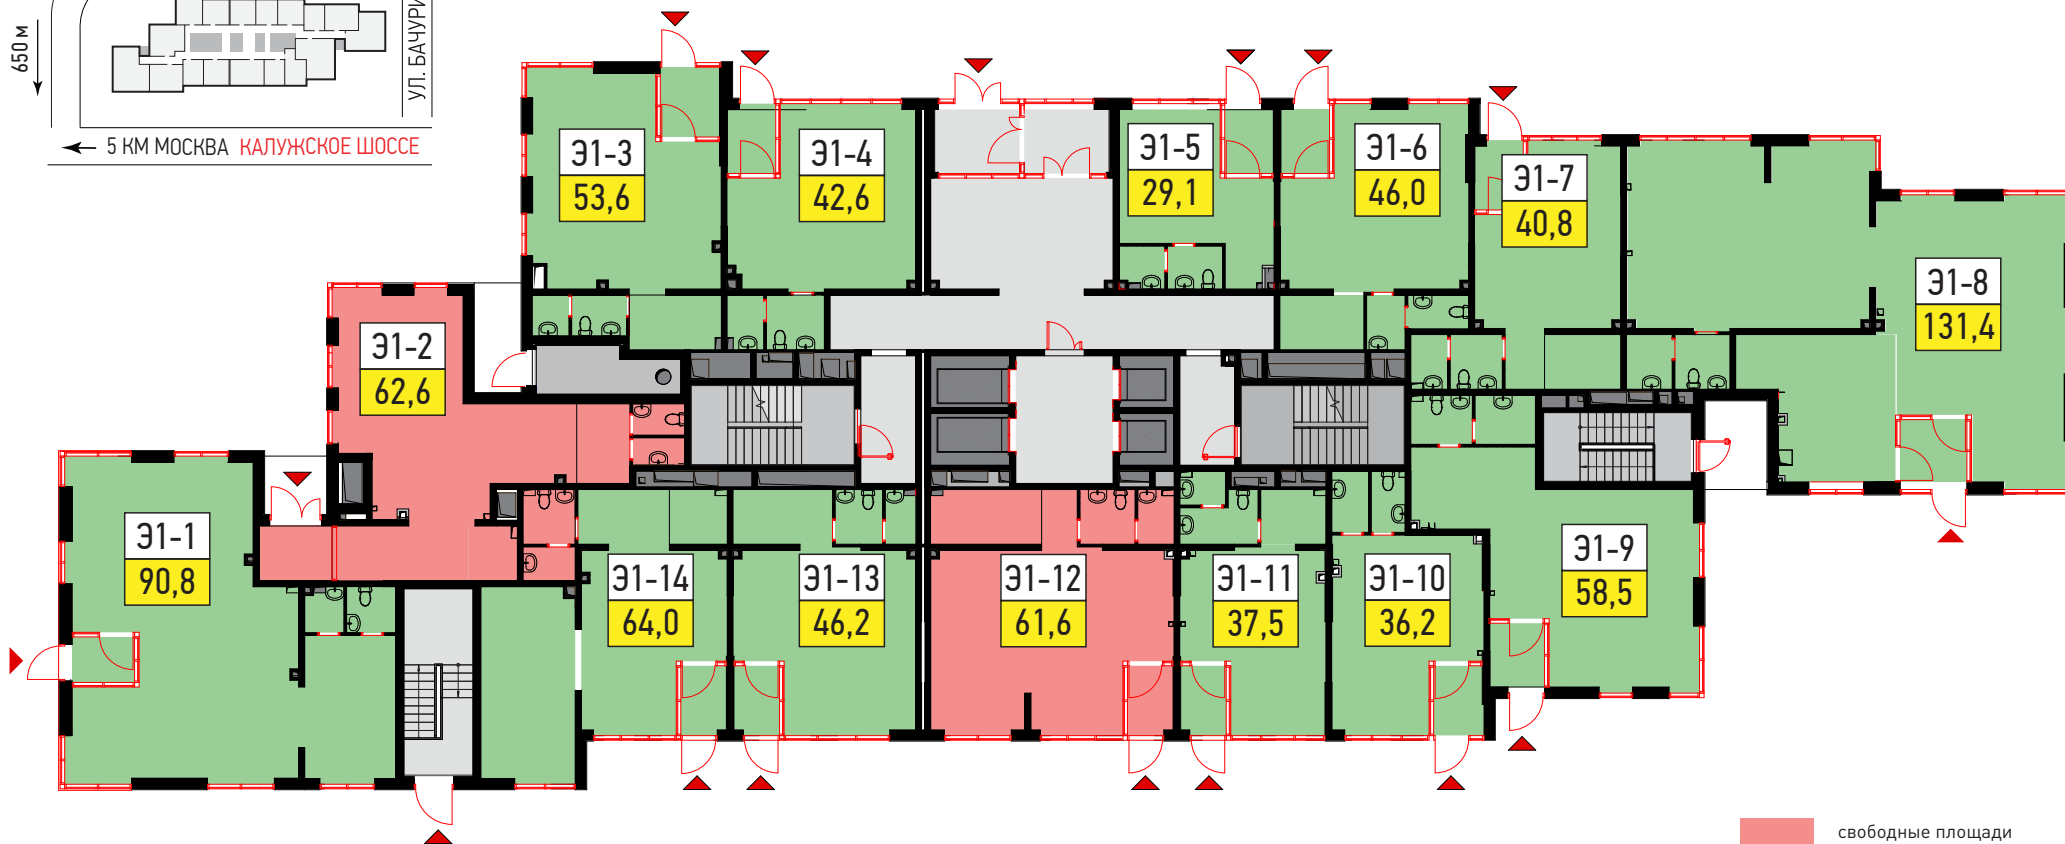 650 м
УЛ. БАЧУРИ
5 КМ МОСКВА КАЛУЖСКОЕ ШОССЕ
Э1-3
53,6
Э1-4
42,6
Э1-5
29,1
Э1-6
46,0
Э1-7
40,8
Э1-8
131,4
Э1-2
62,6
Э1-1
90,8
Э1-14
64,0
Э1-13
46,2
Э1-12
61,6
Э1-11
37,5
Э1-10
36,2
Э1-9
58,5
свободные площади